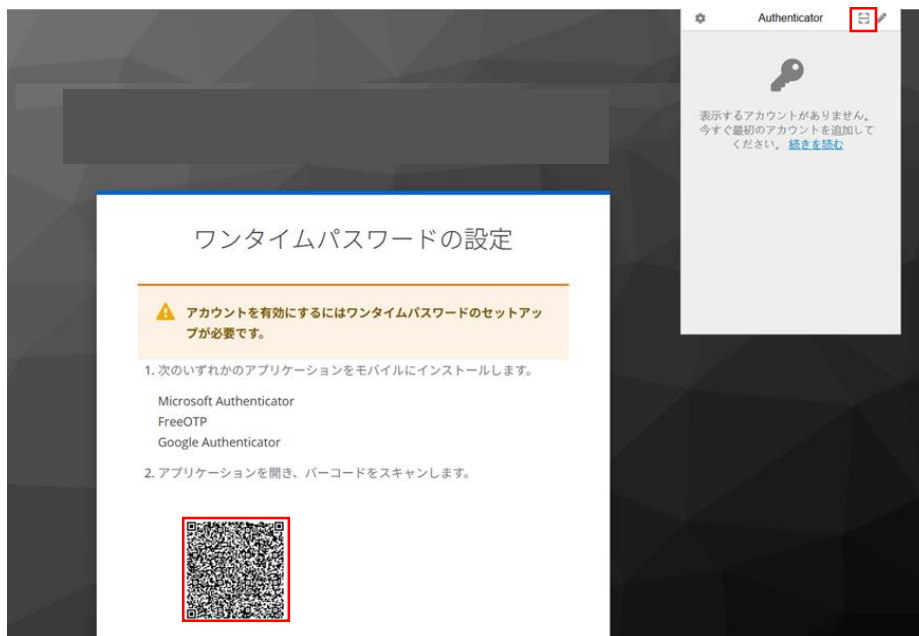 Authenticator
表示するアカウントがありません。
今すぐ最初のアカウントを追加して
ください。 続きを読む
ワンタイムパスワードの設定
アカウントを有効にするにはワンタイムパスワードのセットアッ
プが必要です。
1. 次のいずれかのアプリケーションをモバイルにインストールします。
Microsoft Authenticator
FreeOTP
Google Authenticator
2. アプリケーションを開き、バーコードをスキャンします。